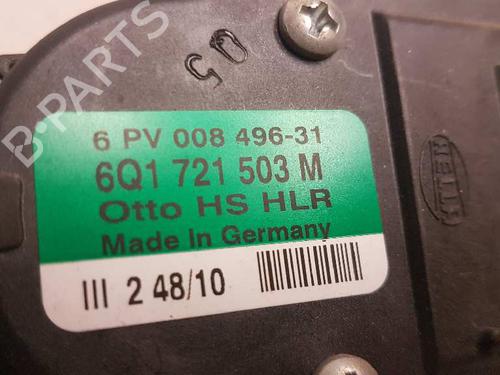 B-PARTS
05
6 PV 008 496-31
6Q1 721 503 M
Otto HS HLR
Made in Germany
III 2 48/10
HELLA